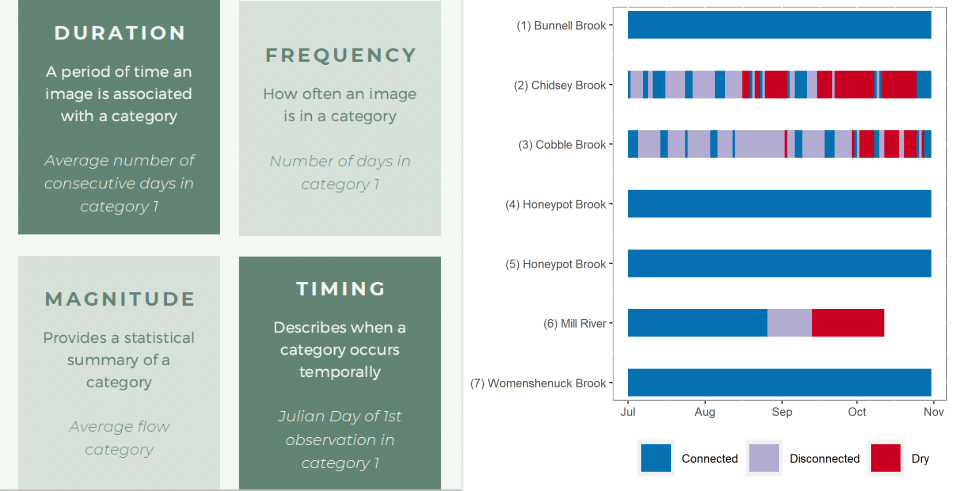 DURATION
A period of time an
image is associated
with a category
Average number of
consecutive days in
category 1
FREQUENCY
How often an image
is in a category
Number of days in
category 1
MAGNITUDE
Provides a statistical
summary of a
category
Average flow
category
TIMING
Describes when a
category occurs
temporally
Julian Day of 1st
observation in
category 1
(1) Bunnell Brook
(2) Chidsey Brook
(3) Cobble Brook
(4) Honeypot Brook
(5) Honeypot Brook
(6) Mill River
(7) Womenshenuck Brook
Jul Aug Sep Oct Nov
Connected Disconnected Dry